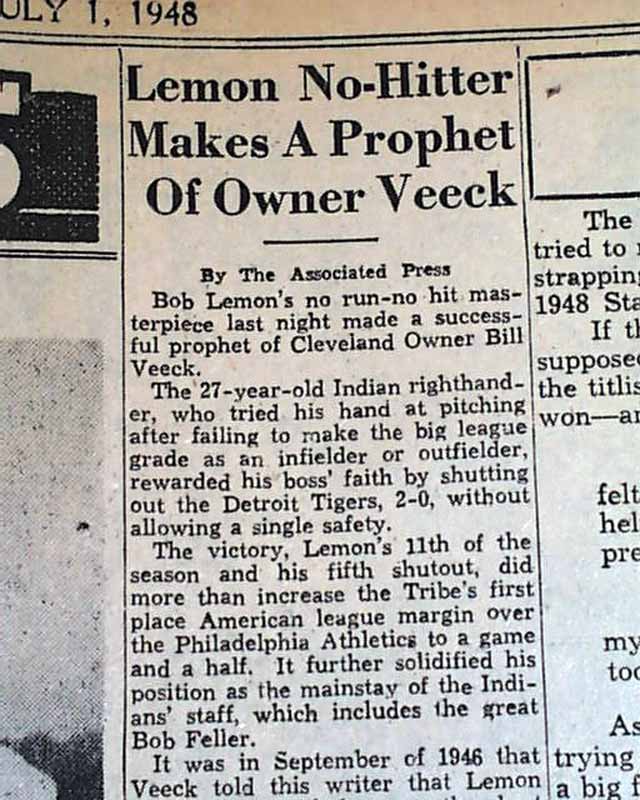 JULY 1, 1948
Lemon No-Hitter
Makes A Prophet
Of Owner Veeck
By The Associated Press
Bob Lemon's no run-no hit mas-
terpiece last night made a success-
ful prophet of Cleveland Owner Bill
Veeck.
The 27-year-old Indian righthand-
er, who tried his hand at pitching
after failing to make the big league
grade as an infielder or outfielder,
rewarded his boss' faith by shutting
out the Detroit Tigers, 2-0, without
allowing a single safety.
The victory, Lemon's 11th of the
season and his fifth shutout, did
more than increase the Tribe's first
place American league margin over
the Philadelphia Athletics to a game
and a half. It further solidified his
position as the mainstay of the Indi-
ans' staff, which includes the great
Bob Feller.
It was in September of 1946 that
Veeck told this writer that Lemon
The
tried to
strapping
1948 Sta
If th
supposed
the titlis
won—an
felt
hel
pre
my
too
As
trying
a big f